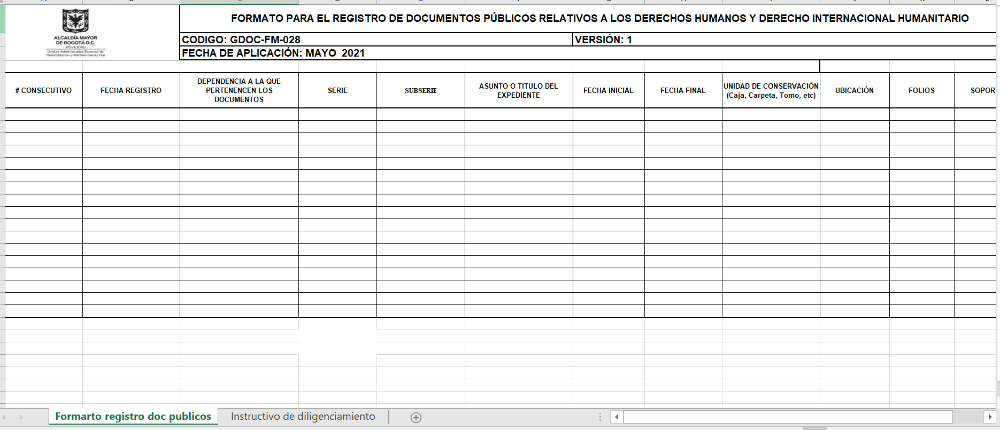 ALCALDÍA MAYOR
DE BOGOTÁ D.C.
MOVILIDAD
Unidad Administrativa Especial de
Rehabilitación y Mantenimiento Vial
FORMATO PARA EL REGISTRO DE DOCUMENTOS PÚBLICOS RELATIVOS A LOS DERECHOS HUMANOS Y DERECHO INTERNACIONAL HUMANITARIO
CODIGO: GDOC-FM-028
VERSIÓN: 1
FECHA DE APLICACIÓN: MAYO 2021
# CONSECUTIVO
FECHA REGISTRO
DEPENDENCIA A LA QUE
PERTENENCEN LOS
DOCUMENTOS
SERIE
SUBSERIE
ASUNTO O TITULO DEL
EXPEDIENTE
FECHA INICIAL
FECHA FINAL
UNIDAD DE CONSERVACIÓN
(Caja, Carpeta, Tomo, etc)
UBICACIÓN
FOLIOS
SOPOR
Formarto registro doc publicos
Instructivo de diligenciamiento